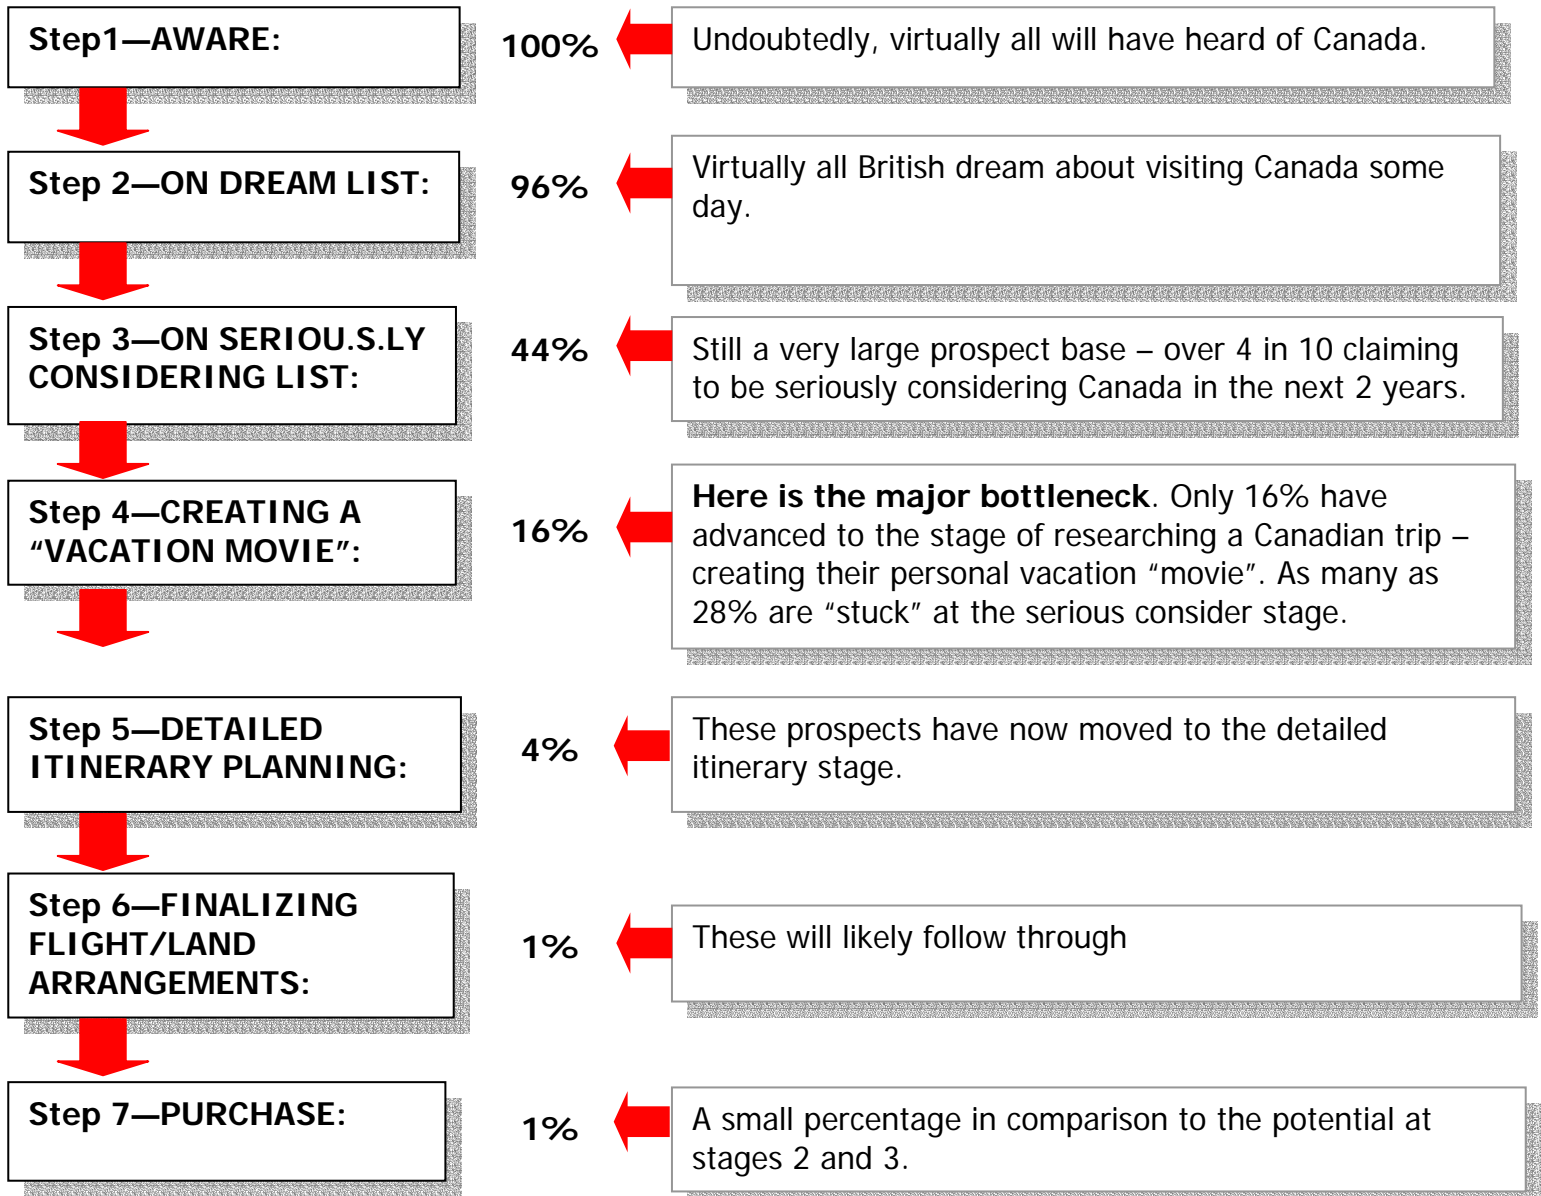 Step1—AWARE:
100%
Undoubtedly, virtually all will have heard of Canada.
Step 2—ON DREAM LIST:
96%
Virtually all British dream about visiting Canada some
day.
Step 3—ON SERIOU.S.LY
CONSIDERING LIST:
44%
Still a very large prospect base – over 4 in 10 claiming
to be seriously considering Canada in the next 2 years.
Step 4—CREATING A
“VACATION MOVIE”:
16%
Here is the major bottleneck. Only 16% have
advanced to the stage of researching a Canadian trip –
creating their personal vacation “movie”. As many as
28% are “stuck” at the serious consider stage.
Step 5—DETAILED
ITINERARY PLANNING:
4%
These prospects have now moved to the detailed
itinerary stage.
Step 6—FINALIZING
FLIGHT/LAND
ARRANGEMENTS:
1%
These will likely follow through
Step 7—PURCHASE:
1%
A small percentage in comparison to the potential at
stages 2 and 3.